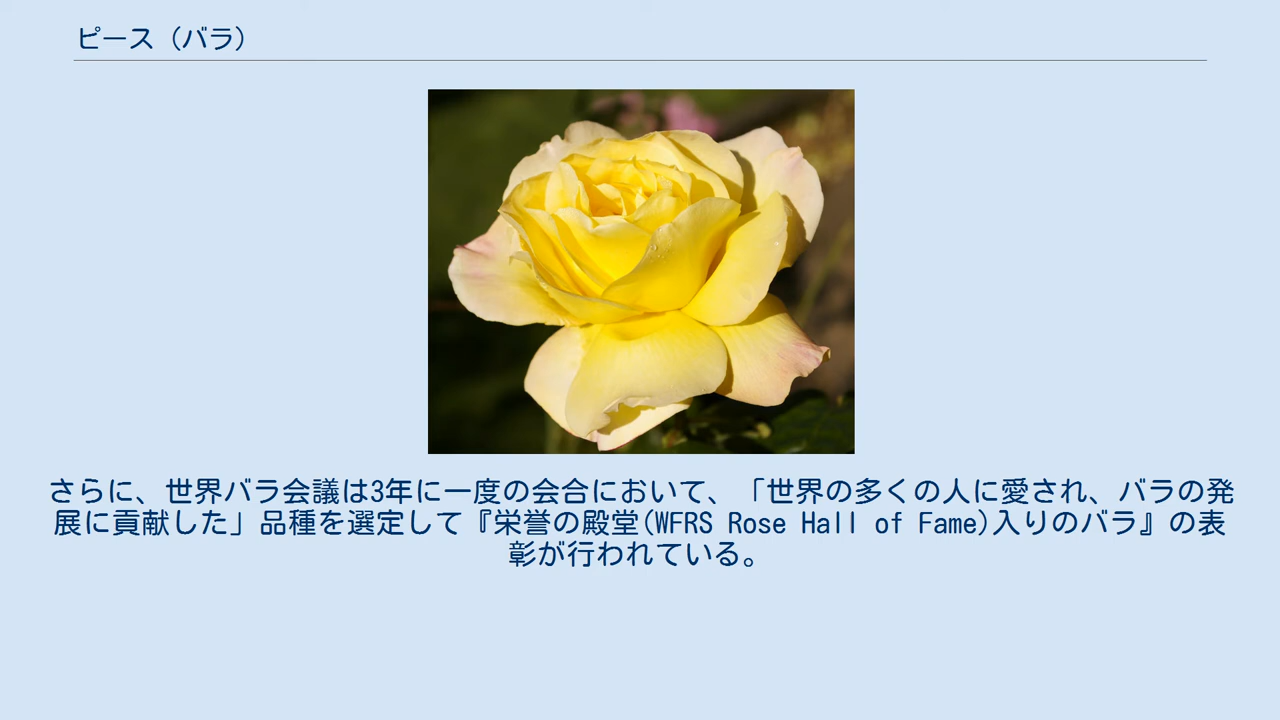 ピース（バラ）
さらに、世界バラ会議は3年に一度の会合において、「世界の多くの人に愛され、バラの発
展に貢献した」品種を選定して『栄誉の殿堂(WFRS Rose Hall of Fame)入りのバラ』の表
彰が行われている。